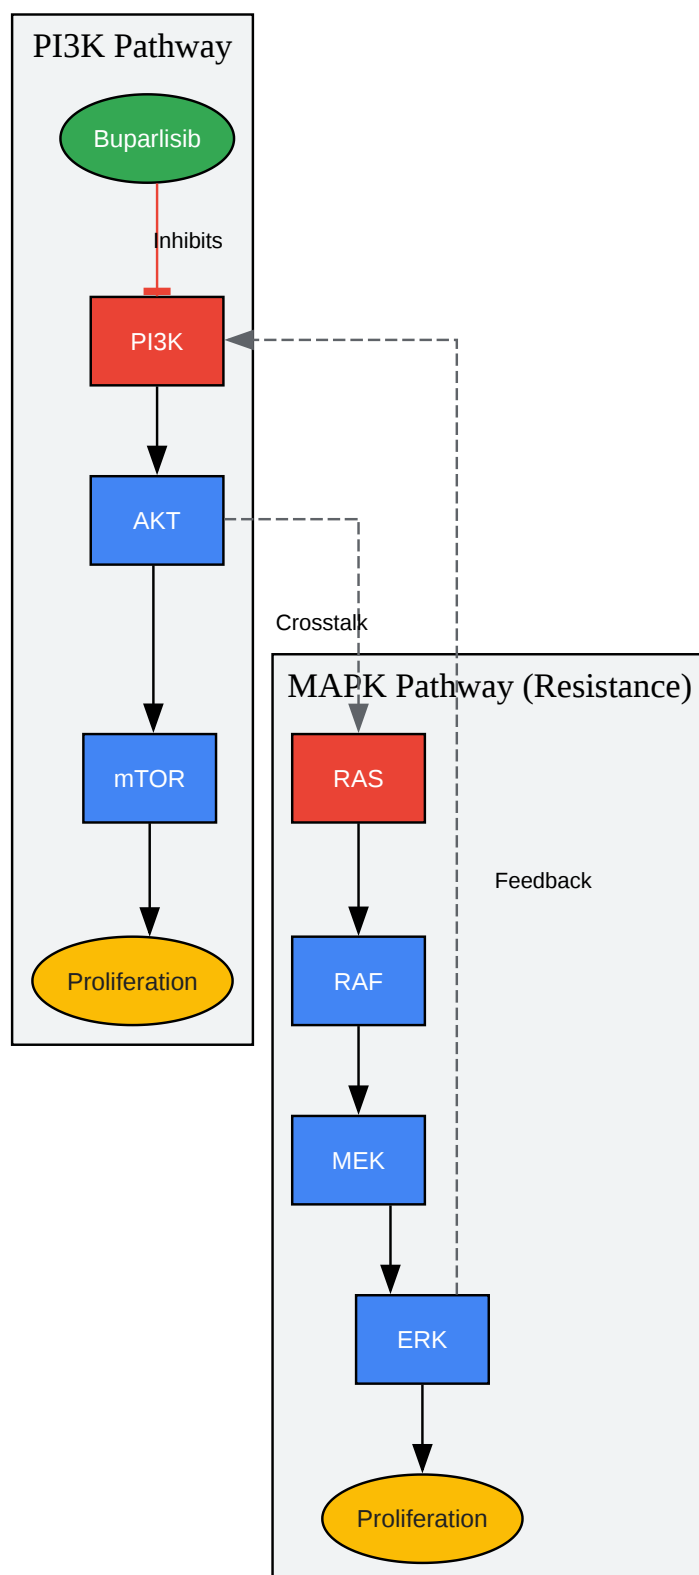 PI3K Pathway
Buparlisib
Inhibits
PI3K
AKT
Crosstalk
mTOR
Proliferation
MAPK Pathway (Resistance)
RAS
Feedback
RAF
MEK
ERK
Proliferation